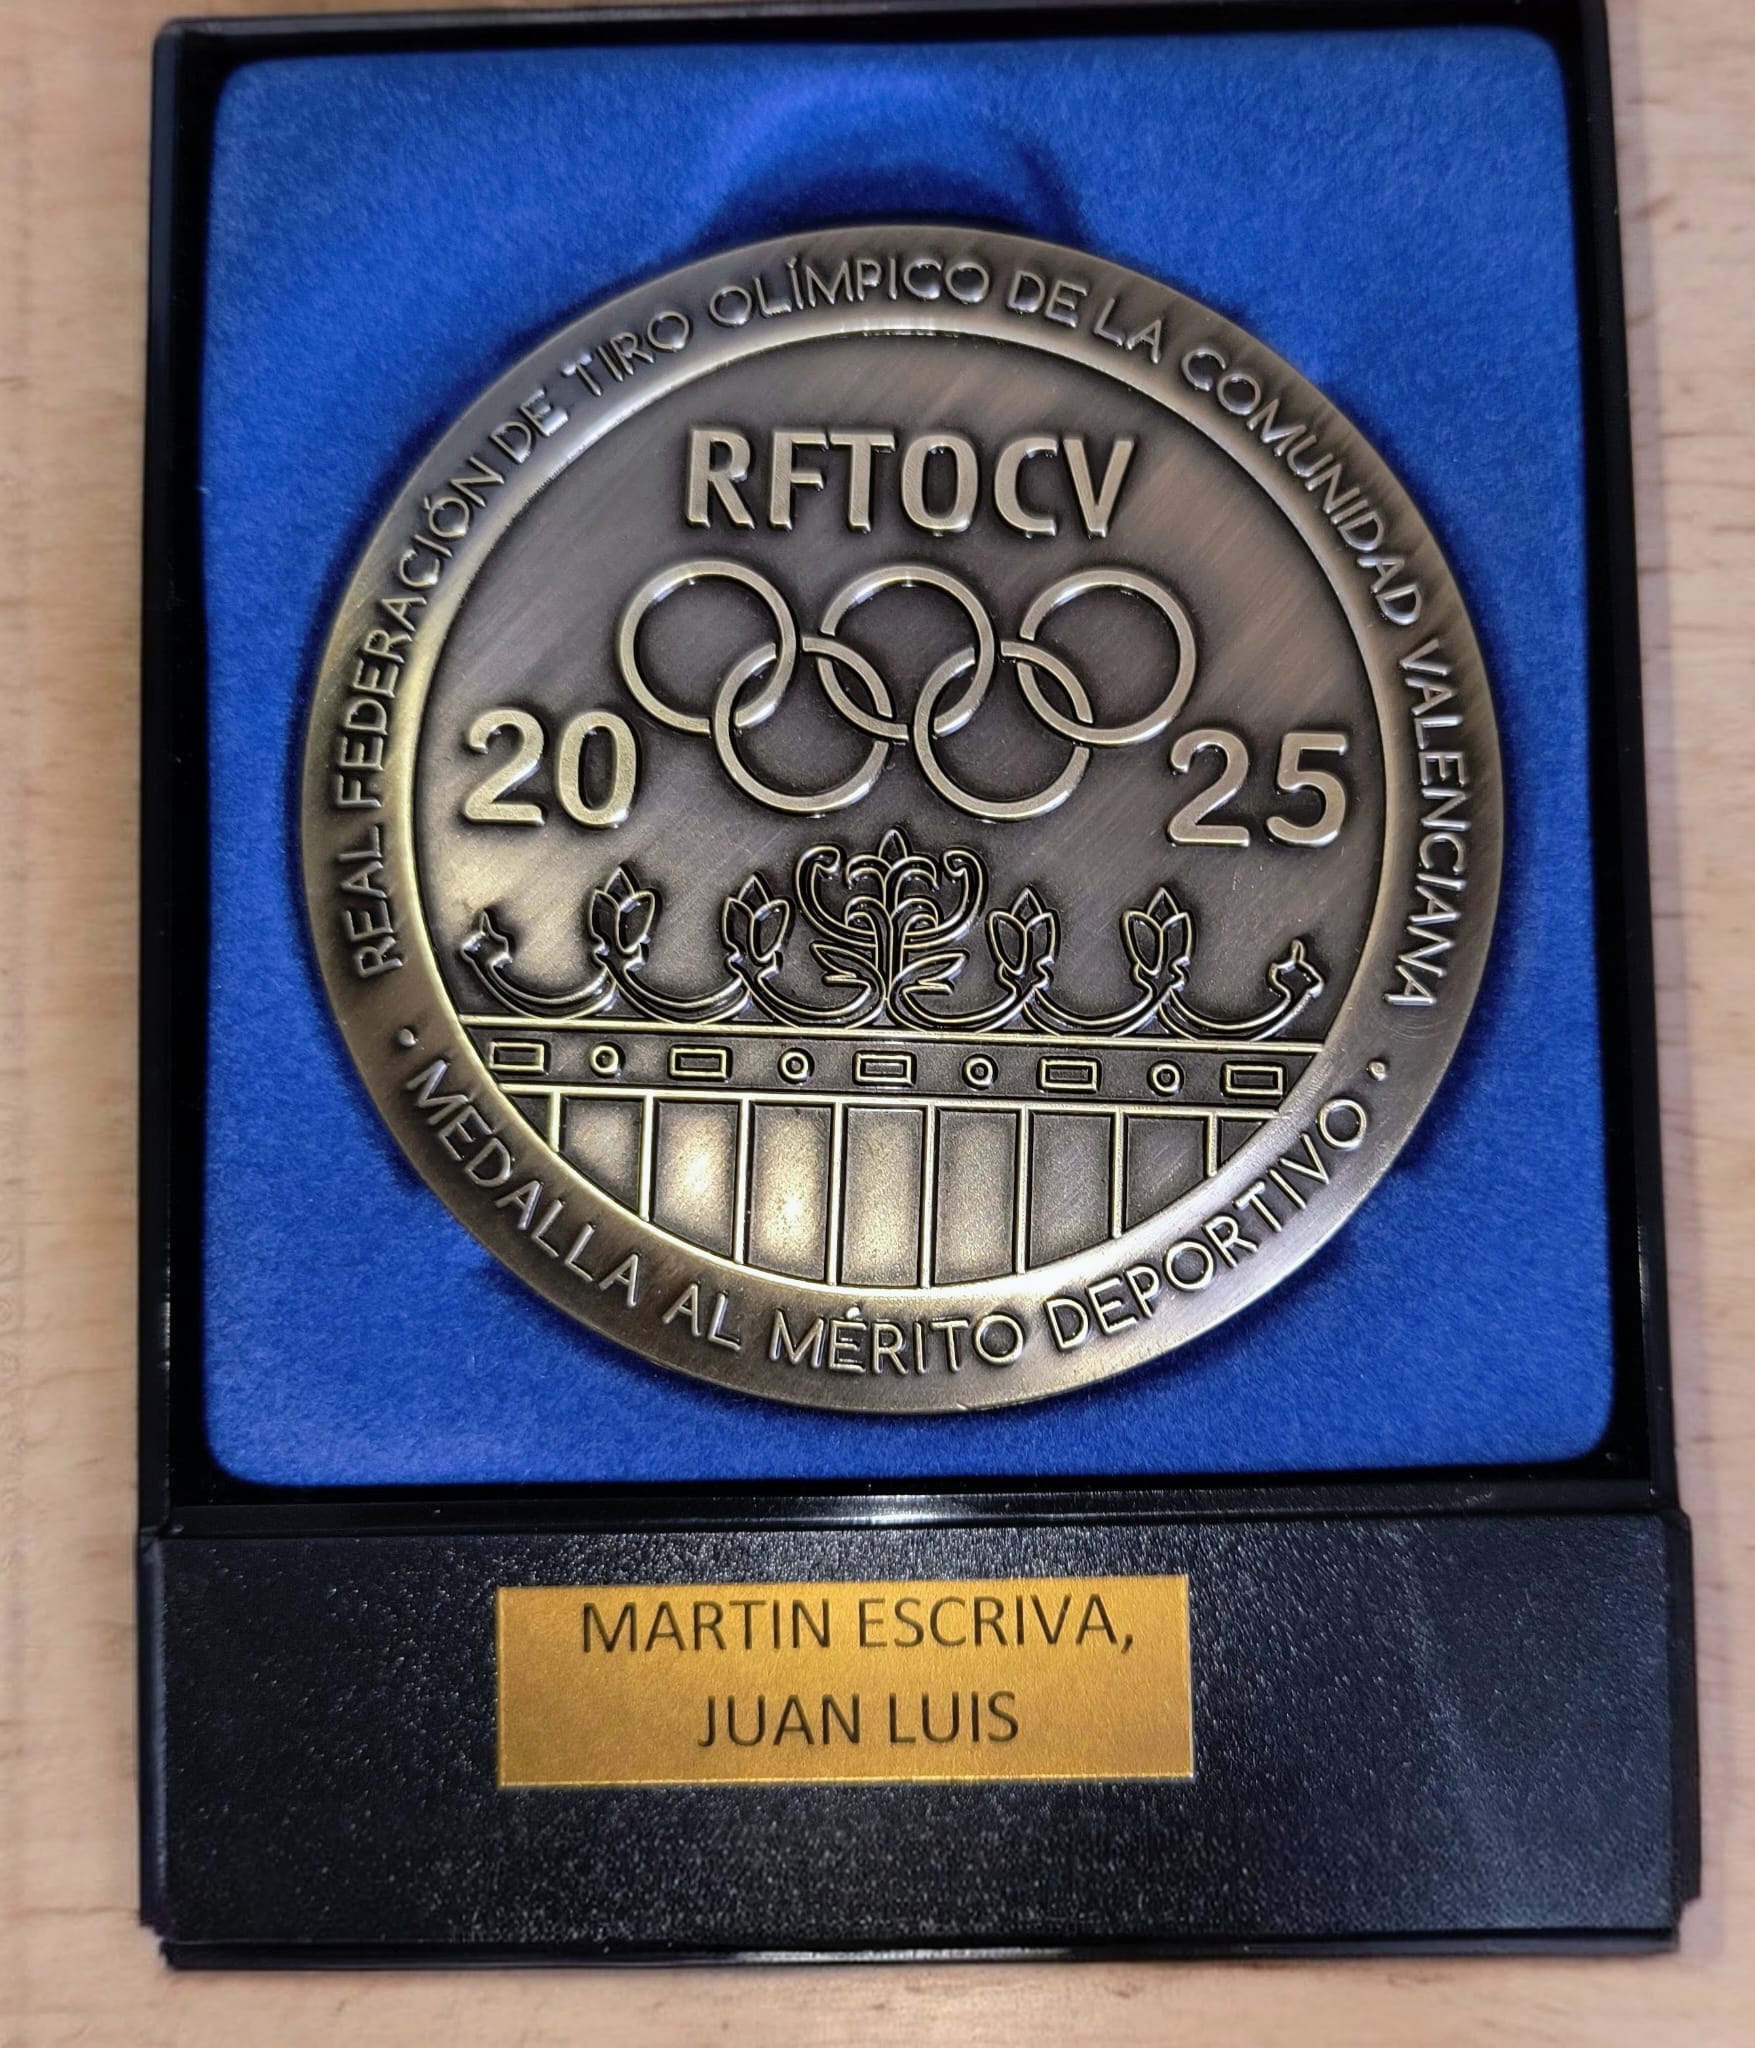 REAL FEDERACIÓN DE TIRO OLÍMPICO DE LA COMUNIDAD VALENCIANA
RFTOCV
20 25
• MEDALLA AL MÉRITO DEPORTIVO •
MARTIN ESCRIVA,
JUAN LUIS